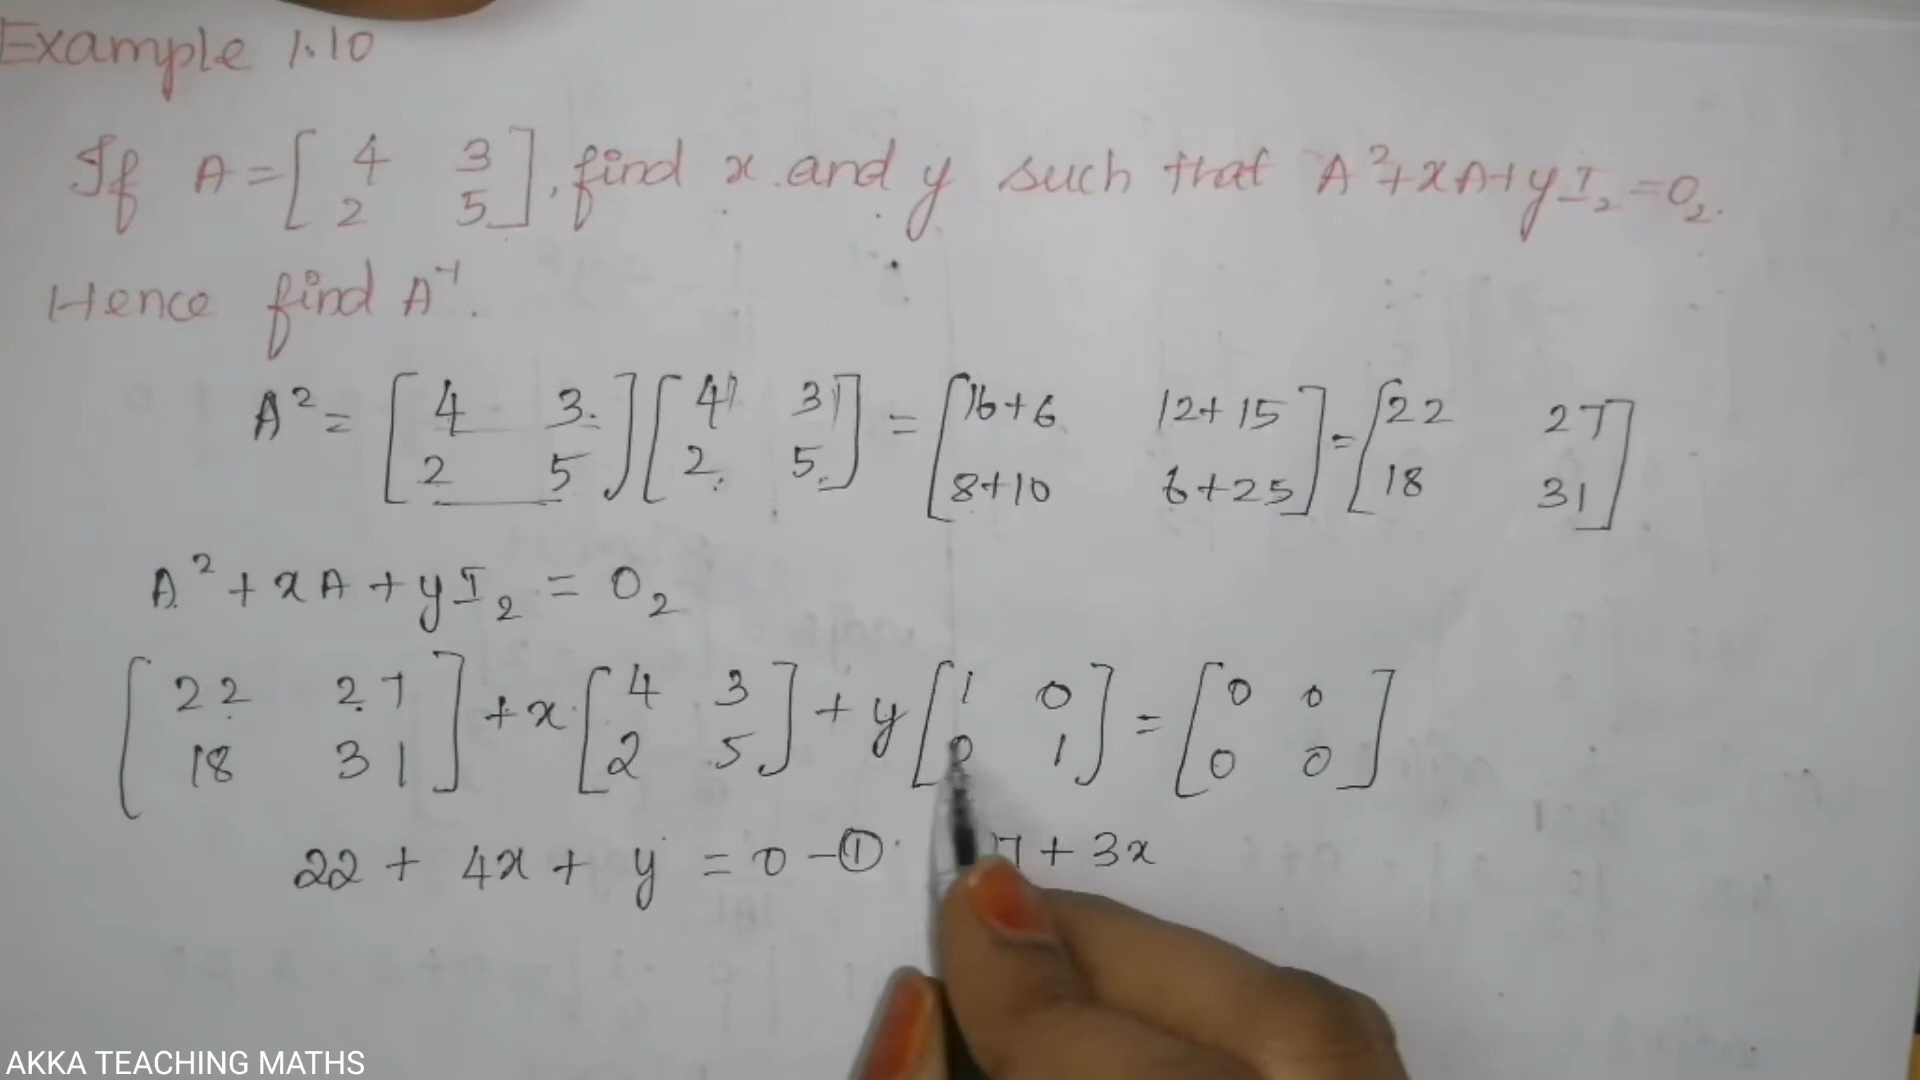 Example 1.10
If A = [ 4 3 ], find x and y such that A²+xA+yI₂ = O₂.
2 5
Hence find A⁻¹.
A² = [ 4 3 ] [ 4 3 ] = [ 16+6 12+15 ] = [ 22 27 ]
2 5 2 5 8+10 6+25 18 31
A² + xA + yI₂ = O₂
[ 22 27 ] + x [ 4 3 ] + y [ 1 0 ] = [ 0 0 ]
18 31 2 5 0 1 0 0
22 + 4x + y = 0 - ① 7 + 3x
AKKA TEACHING MATHS